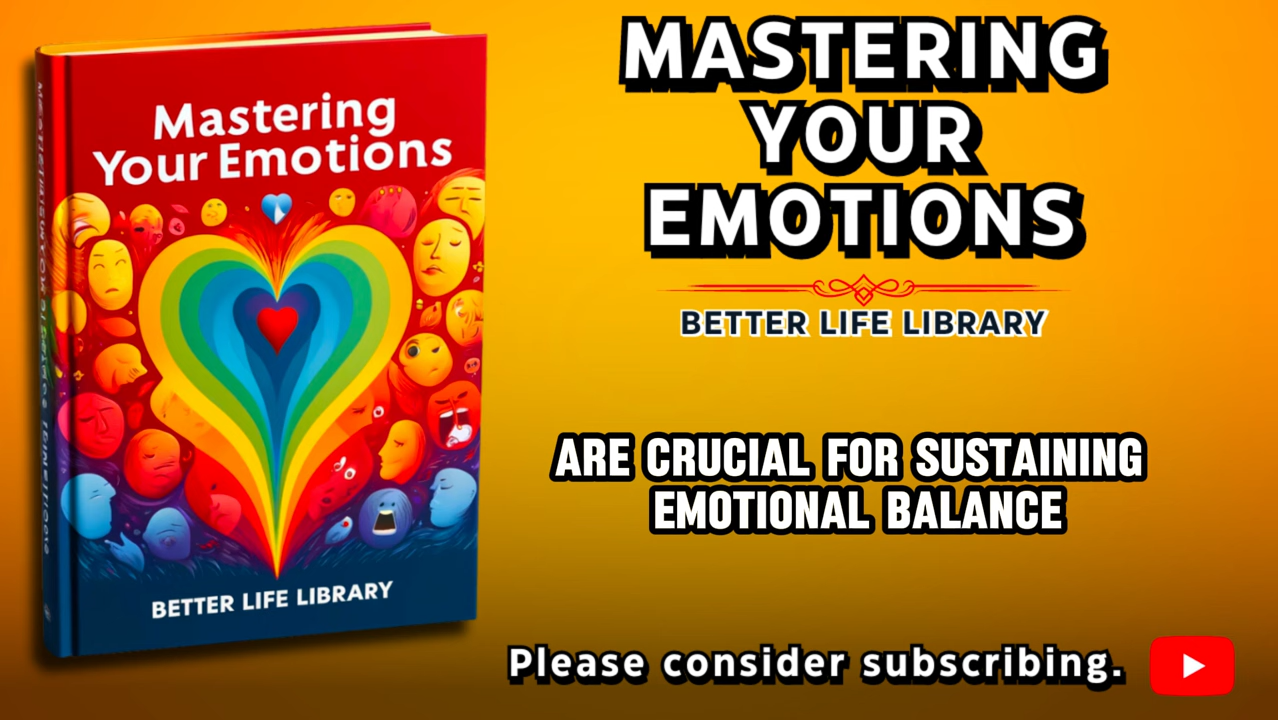 Mastering
Your Emotions
BETTER LIFE LIBRARY
MASTERING
YOUR
EMOTIONS
BETTER LIFE LIBRARY
ARE CRUCIAL FOR SUSTAINING
EMOTIONAL BALANCE
Please consider subscribing.